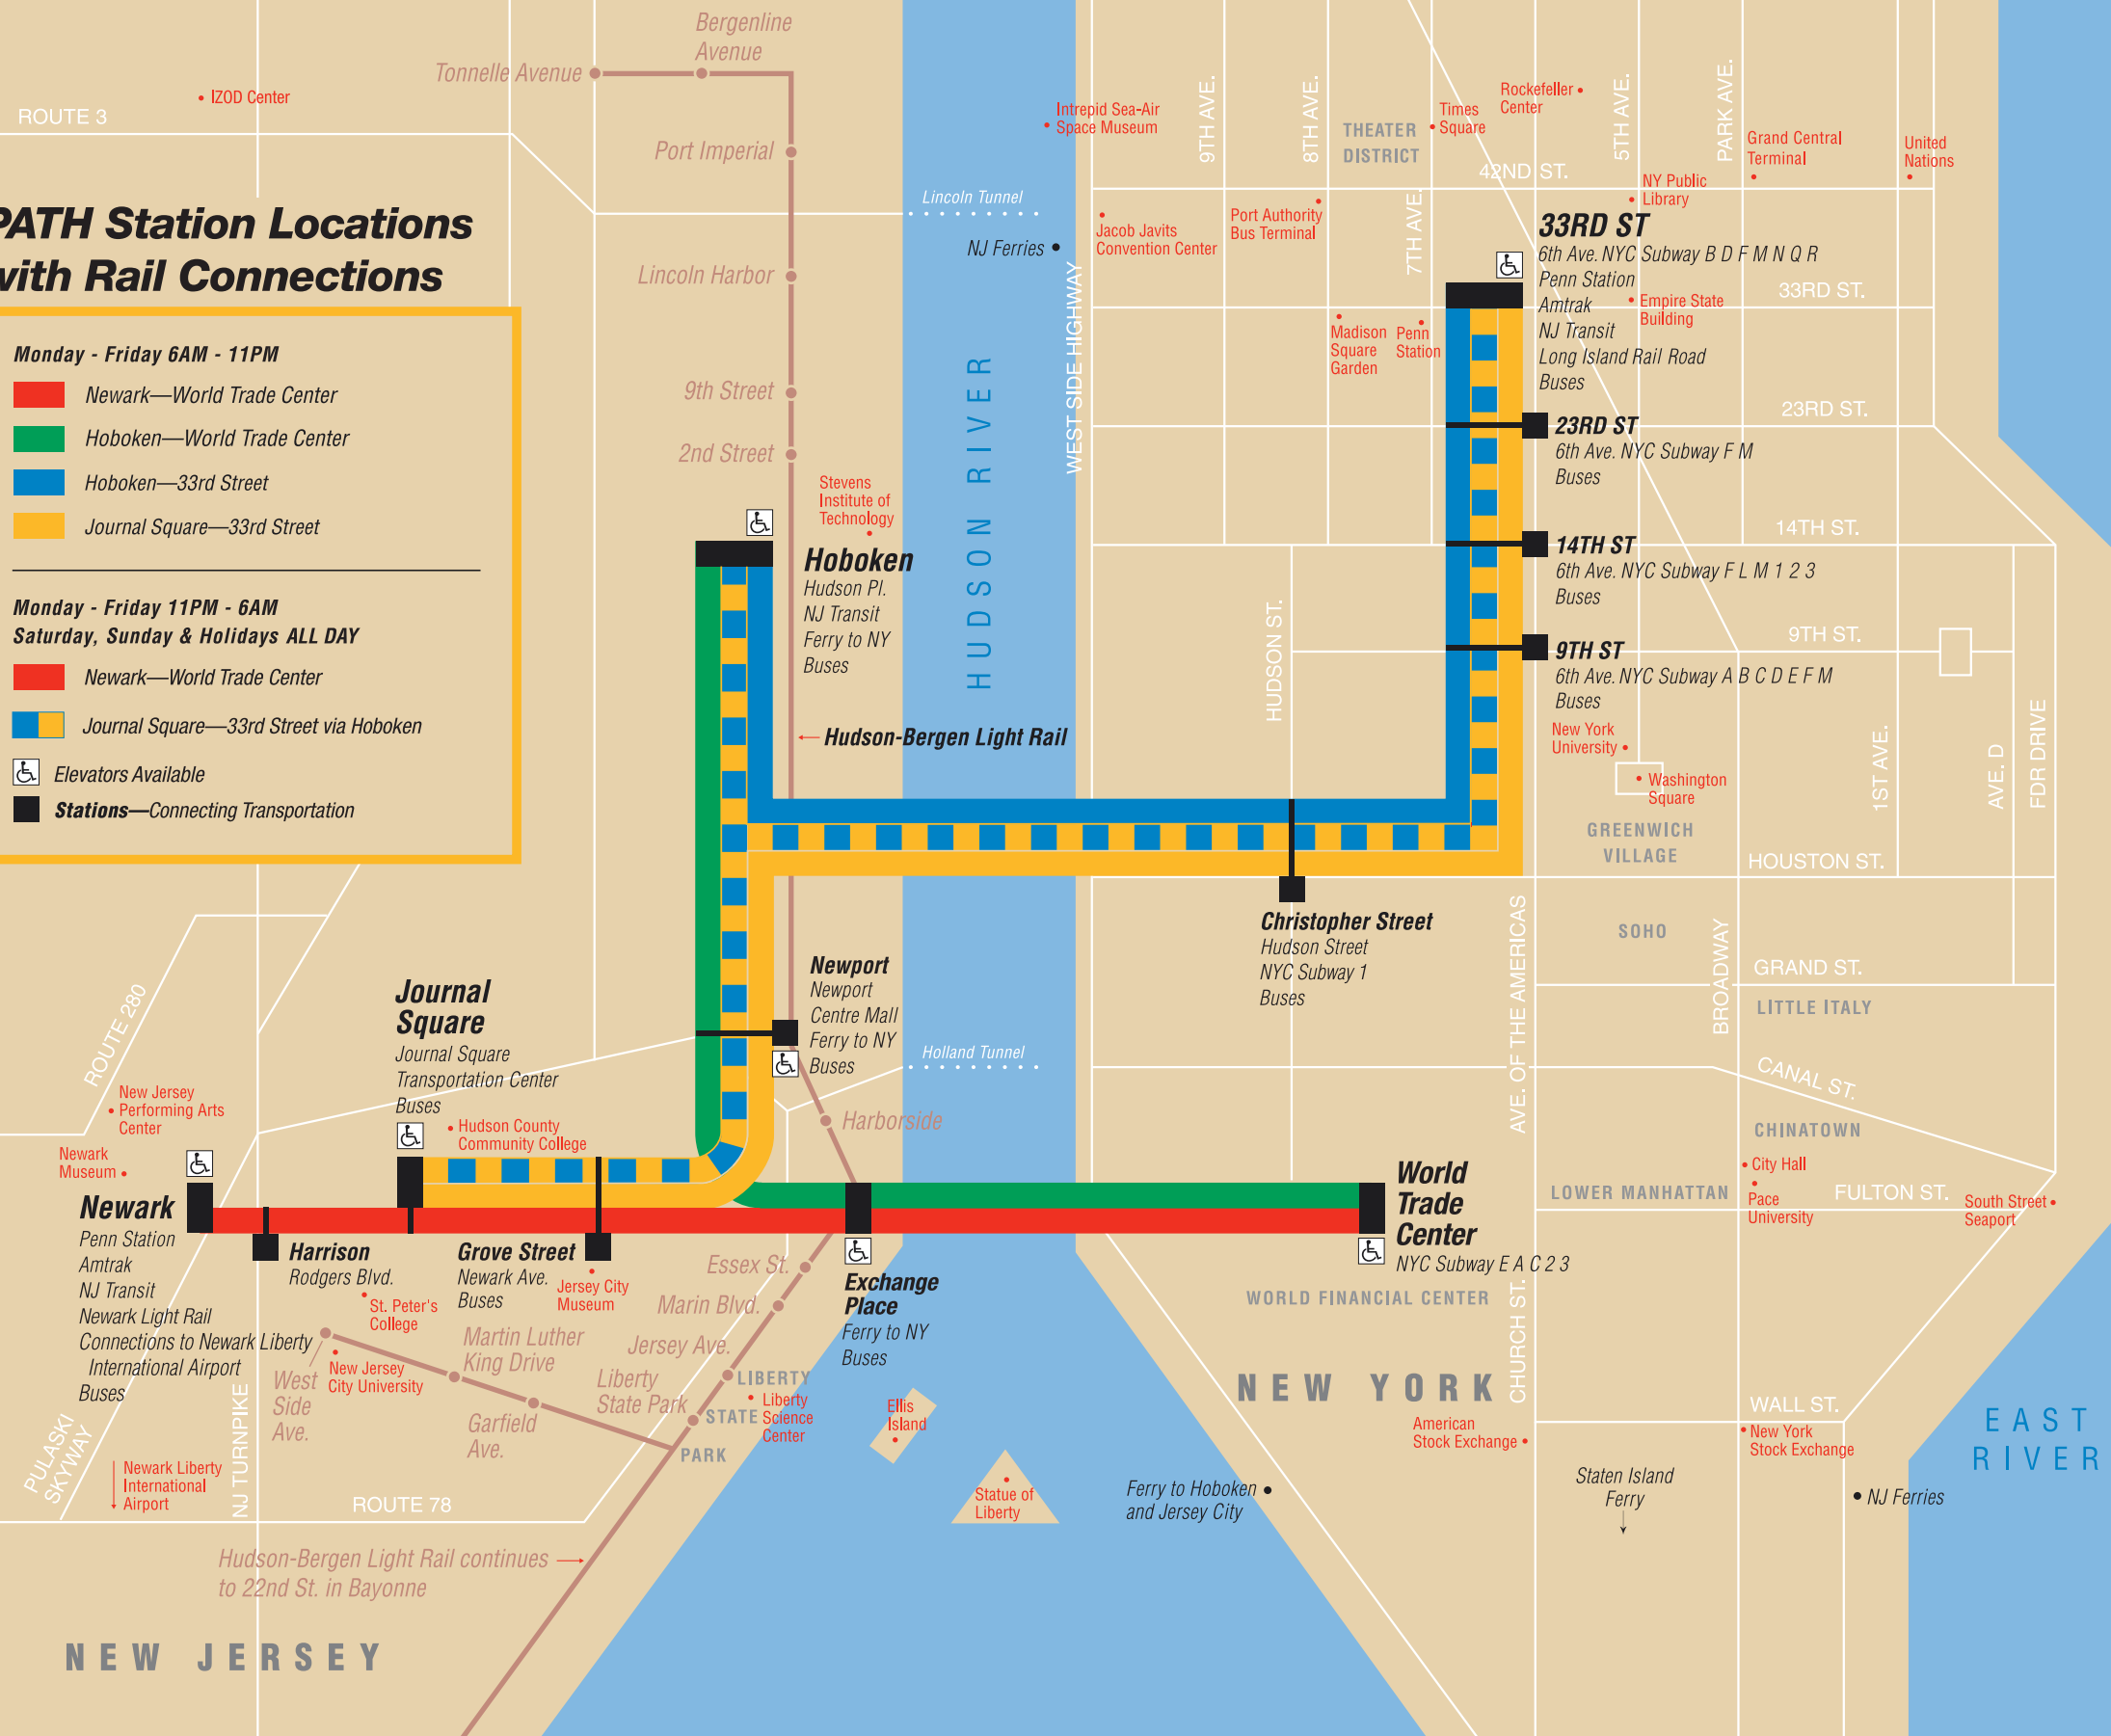 PATH Station Locations
with Rail Connections
Monday - Friday 6AM - 11PM
Newark—World Trade Center
Hoboken—World Trade Center
Hoboken—33rd Street
Journal Square—33rd Street
Monday - Friday 11PM - 6AM
Saturday, Sunday & Holidays ALL DAY
Newark—World Trade Center
Journal Square—33rd Street via Hoboken
Elevators Available
Stations—Connecting Transportation
IZOD Center
ROUTE 3
Bergenline
Avenue
Tonnelle Avenue
Port Imperial
Lincoln Harbor
9th Street
2nd Street
Stevens
Institute of
Technology
Hoboken
Hudson Pl.
NJ Transit
Ferry to NY
Buses
Hudson-Bergen Light Rail
Lincoln Tunnel
NJ Ferries
HUDSON RIVER
WEST SIDE HIGHWAY
Intrepid Sea-Air
Space Museum
Jacob Javits
Convention Center
9TH AVE.
8TH AVE.
Port Authority
Bus Terminal
THEATER
DISTRICT
7TH AVE.
Times
Square
Rockefeller
Center
42ND ST.
5TH AVE.
PARK AVE.
NY Public
Library
Grand Central
Terminal
United
Nations
33RD ST
6th Ave. NYC Subway B D F M N Q R
Penn Station
Amtrak
NJ Transit
Long Island Rail Road
Buses
33RD ST.
Empire State
Building
Madison
Square
Garden
Penn
Station
23RD ST.
23RD ST
6th Ave. NYC Subway F M
Buses
14TH ST.
14TH ST
6th Ave. NYC Subway F L M 1 2 3
Buses
9TH ST.
9TH ST
6th Ave. NYC Subway A B C D E F M
Buses
HUDSON ST.
New York
University
Washington
Square
1ST AVE.
AVE. D
FDR DRIVE
GREENWICH
VILLAGE
HOUSTON ST.
Christopher Street
Hudson Street
NYC Subway 1
Buses
AVE. OF THE AMERICAS
SOHO
BROADWAY
GRAND ST.
LITTLE ITALY
CANAL ST.
CHINATOWN
City Hall
Pace
University
LOWER MANHATTAN
FULTON ST.
South Street
Seaport
Newport
Newport
Centre Mall
Ferry to NY
Buses
Holland Tunnel
Harborside
ROUTE 280
Journal
Square
Journal Square
Transportation Center
Buses
Hudson County
Community College
New Jersey
Performing Arts
Center
Newark
Museum
Newark
Penn Station
Amtrak
NJ Transit
Newark Light Rail
Connections to Newark Liberty
International Airport
Buses
Harrison
Rodgers Blvd.
St. Peter's
College
Grove Street
Newark Ave.
Buses
Jersey City
Museum
Exchange
Place
Ferry to NY
Buses
World
Trade
Center
NYC Subway E A C 2 3
WORLD FINANCIAL CENTER
CHURCH ST.
NEW YORK
American
Stock Exchange
WALL ST.
New York
Stock Exchange
Staten Island
Ferry
NJ Ferries
EAST
RIVER
Essex St.
Marin Blvd.
Jersey Ave.
Liberty
State Park
Martin Luther
King Drive
Garfield
Ave.
West
Side
Ave.
New Jersey
City University
LIBERTY
STATE
PARK
Liberty
Science
Center
Ellis
Island
Statue of
Liberty
Ferry to Hoboken
and Jersey City
PULASKI
SKYWAY
Newark Liberty
International
Airport
NJ TURNPIKE
ROUTE 78
Hudson-Bergen Light Rail continues
to 22nd St. in Bayonne
NEW JERSEY